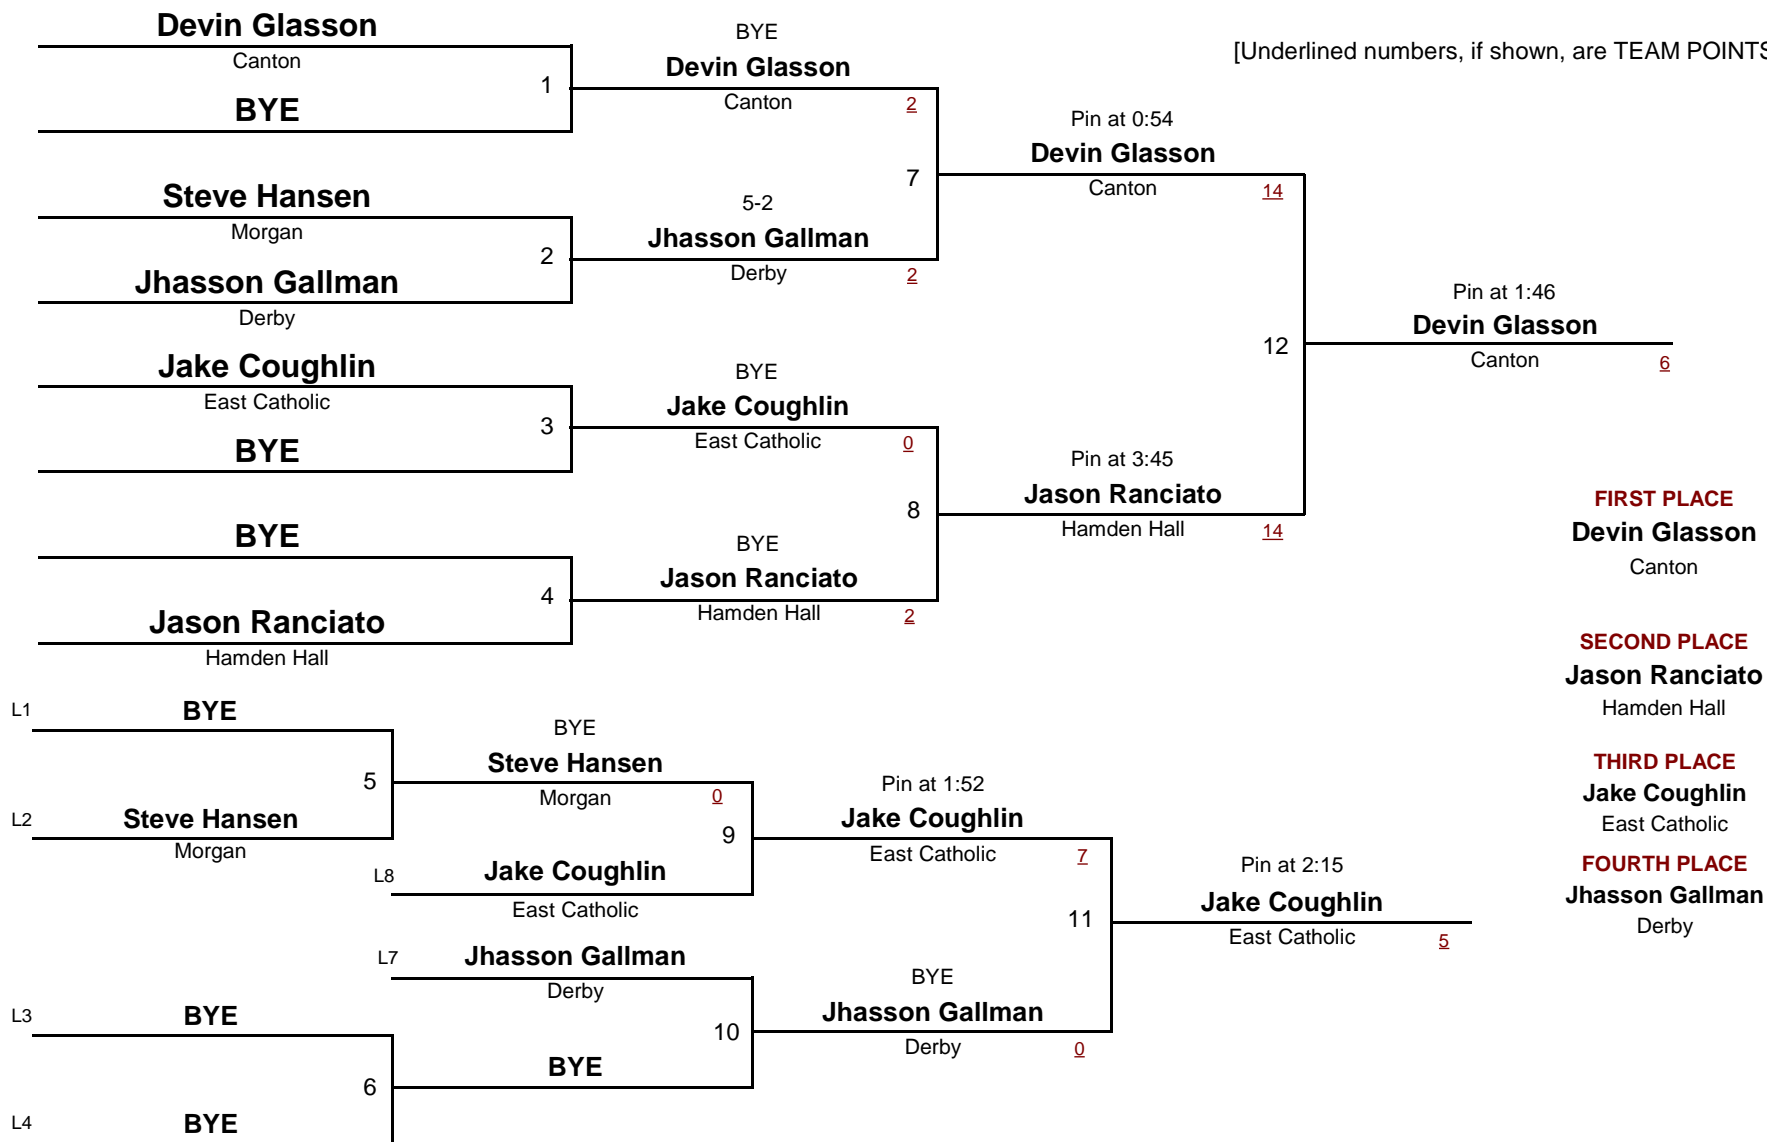 Devin Glasson
Canton
BYE
1
Steve Hansen
Morgan
Jhasson Gallman
Derby
2
Jake Coughlin
East Catholic
BYE
3
BYE
Jason Ranciato
Hamden Hall
4
BYE
Devin Glasson
Canton
2
5-2
Jhasson Gallman
Derby
2
7
BYE
Jake Coughlin
East Catholic
0
BYE
Jason Ranciato
Hamden Hall
2
8
[Underlined numbers, if shown, are TEAM POINTS
Pin at 0:54
Devin Glasson
Canton
14
Pin at 3:45
Jason Ranciato
Hamden Hall
14
12
Pin at 1:46
Devin Glasson
Canton
6
FIRST PLACE
Devin Glasson
Canton
SECOND PLACE
Jason Ranciato
Hamden Hall
THIRD PLACE
Jake Coughlin
East Catholic
FOURTH PLACE
Jhasson Gallman
Derby
L1
BYE
L2
Steve Hansen
Morgan
5
BYE
Steve Hansen
Morgan
0
L8
Jake Coughlin
East Catholic
9
L7
Jhasson Gallman
Derby
L3
BYE
L4
BYE
6
BYE
10
Pin at 1:52
Jake Coughlin
East Catholic
7
BYE
Jhasson Gallman
Derby
0
11
Pin at 2:15
Jake Coughlin
East Catholic
5